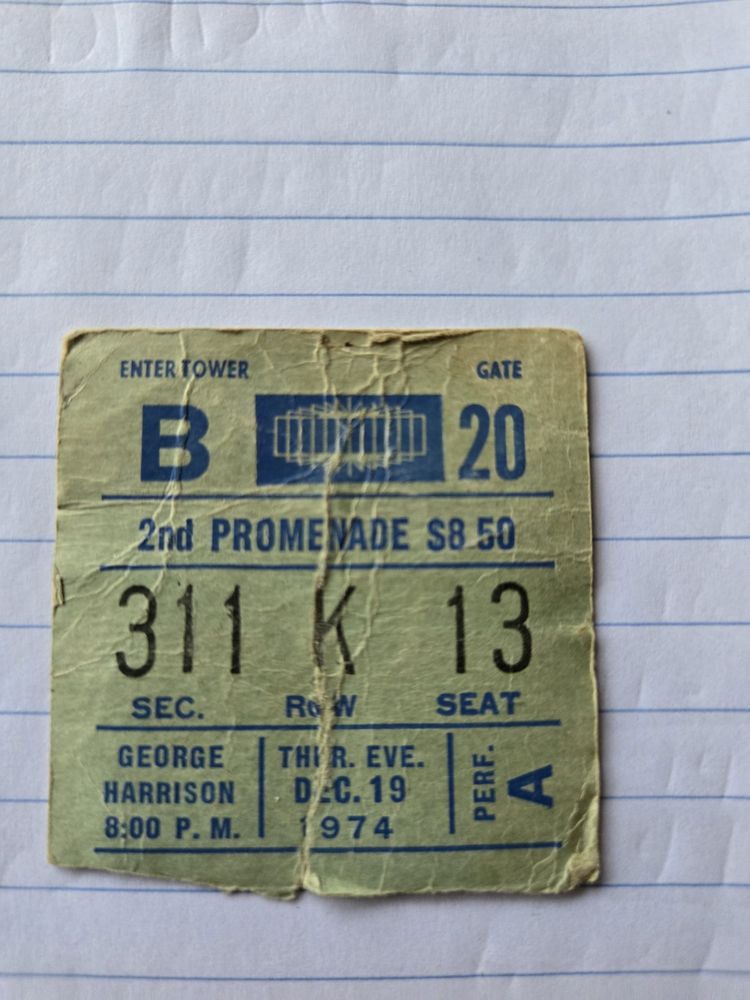 ENTER TOWER GATE
B 20
2nd PROMENADE $8.50
311 K 13
SEC. ROW SEAT
GEORGE THUR. EVE. PERF.
HARRISON DEC. 19 A
8:00 P. M. 1974